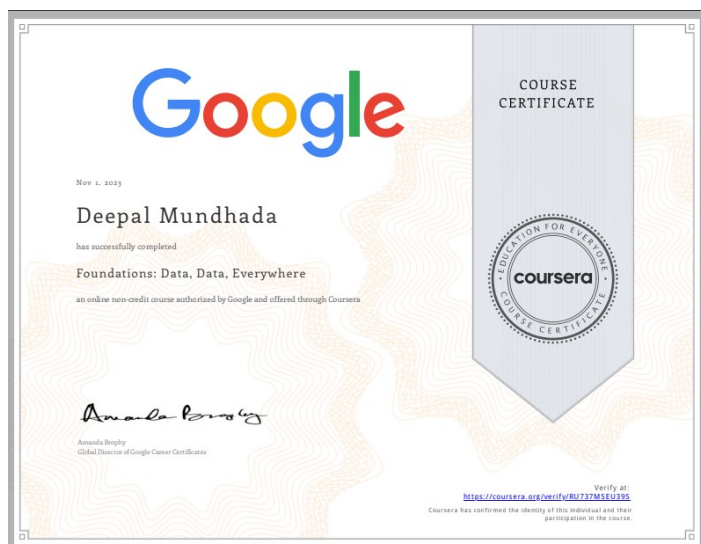 Google
COURSE
CERTIFICATE
Nov 1, 2023
Deepal Mundhada
has successfully completed
Foundations: Data, Data, Everywhere
an online non-credit course authorized by Google and offered through Coursera
EDUCATION FOR EVERYONE
coursera
COURSE CERTIFICATE
Amanda Brophy
Amanda Brophy
Global Director of Google Career Certificates
Verify at:
https://coursera.org/verify/RU737MSEU39S
Coursera has confirmed the identity of this individual and their
participation in the course.